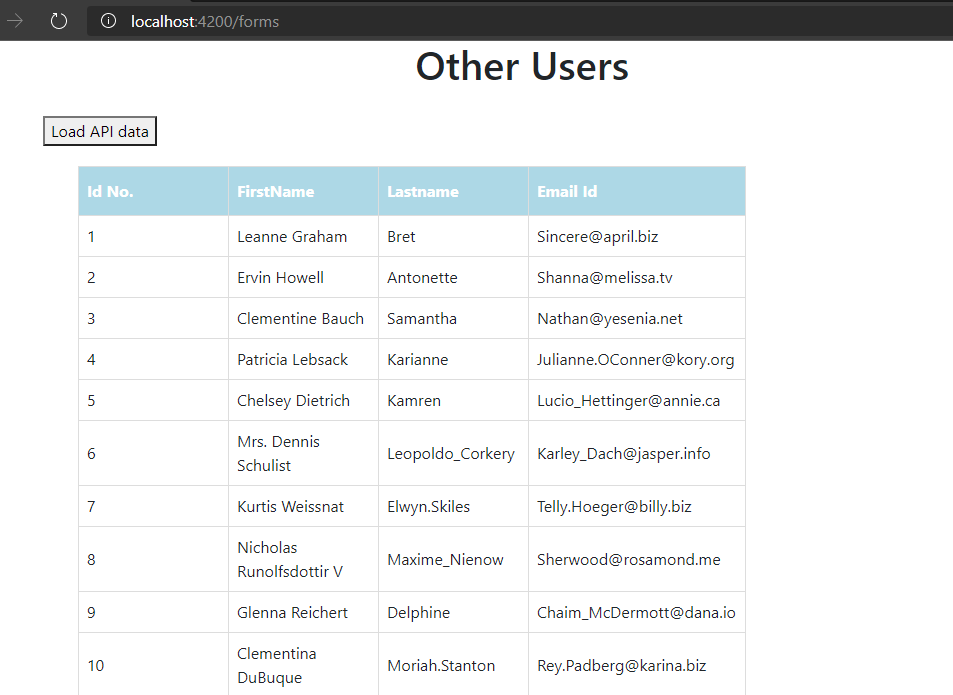 localhost:4200/forms
Other Users
Load API data
Id No. FirstName Lastname Email Id
1 Leanne Graham Bret Sincere@april.biz
2 Ervin Howell Antonette Shanna@melissa.tv
3 Clementine Bauch Samantha Nathan@yesenia.net
4 Patricia Lebsack Karianne Julianne.OConner@kory.org
5 Chelsey Dietrich Kamren Lucio_Hettinger@annie.ca
6 Mrs. Dennis
Schulist Leopoldo_Corkery Karley_Dach@jasper.info
7 Kurtis Weissnat Elwyn.Skiles Telly.Hoeger@billy.biz
8 Nicholas
Runolfsdottir V Maxime_Nienow Sherwood@rosamond.me
9 Glenna Reichert Delphine Chaim_McDermott@dana.io
10 Clementina
DuBuque Moriah.Stanton Rey.Padberg@karina.biz